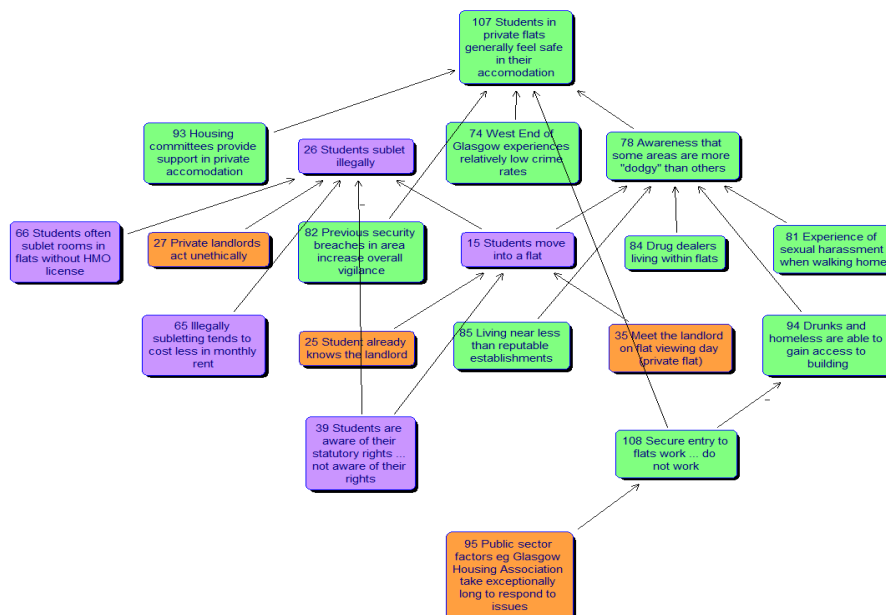 107 Students in
private flats
generally feel safe
in their
accomodation
93 Housing
committees provide
support in private
accomodation
26 Students sublet
illegally
74 West End of
Glasgow experiences
relatively low crime
rates
78 Awareness that
some areas are more
"dodgy" than others
66 Students often
sublet rooms in
flats without HMO
license
27 Private landlords
act unethically
82 Previous security
breaches in area
increase overall
vigilance
15 Students move
into a flat
84 Drug dealers
living within flats
81 Experience of
sexual harassment
when walking home
65 Illegally
subletting tends to
cost less in monthly
rent
25 Student already
knows the landlord
85 Living near less
than reputable
establishments
35 Meet the landlord
on flat viewing day
(private flat)
94 Drunks and
homeless are able to
gain access to
building
39 Students are
aware of their
statutory rights ...
not aware of their
rights
108 Secure entry to
flats work ... do
not work
95 Public sector
factors eg Glasgow
Housing Association
take exceptionally
long to respond to
issues